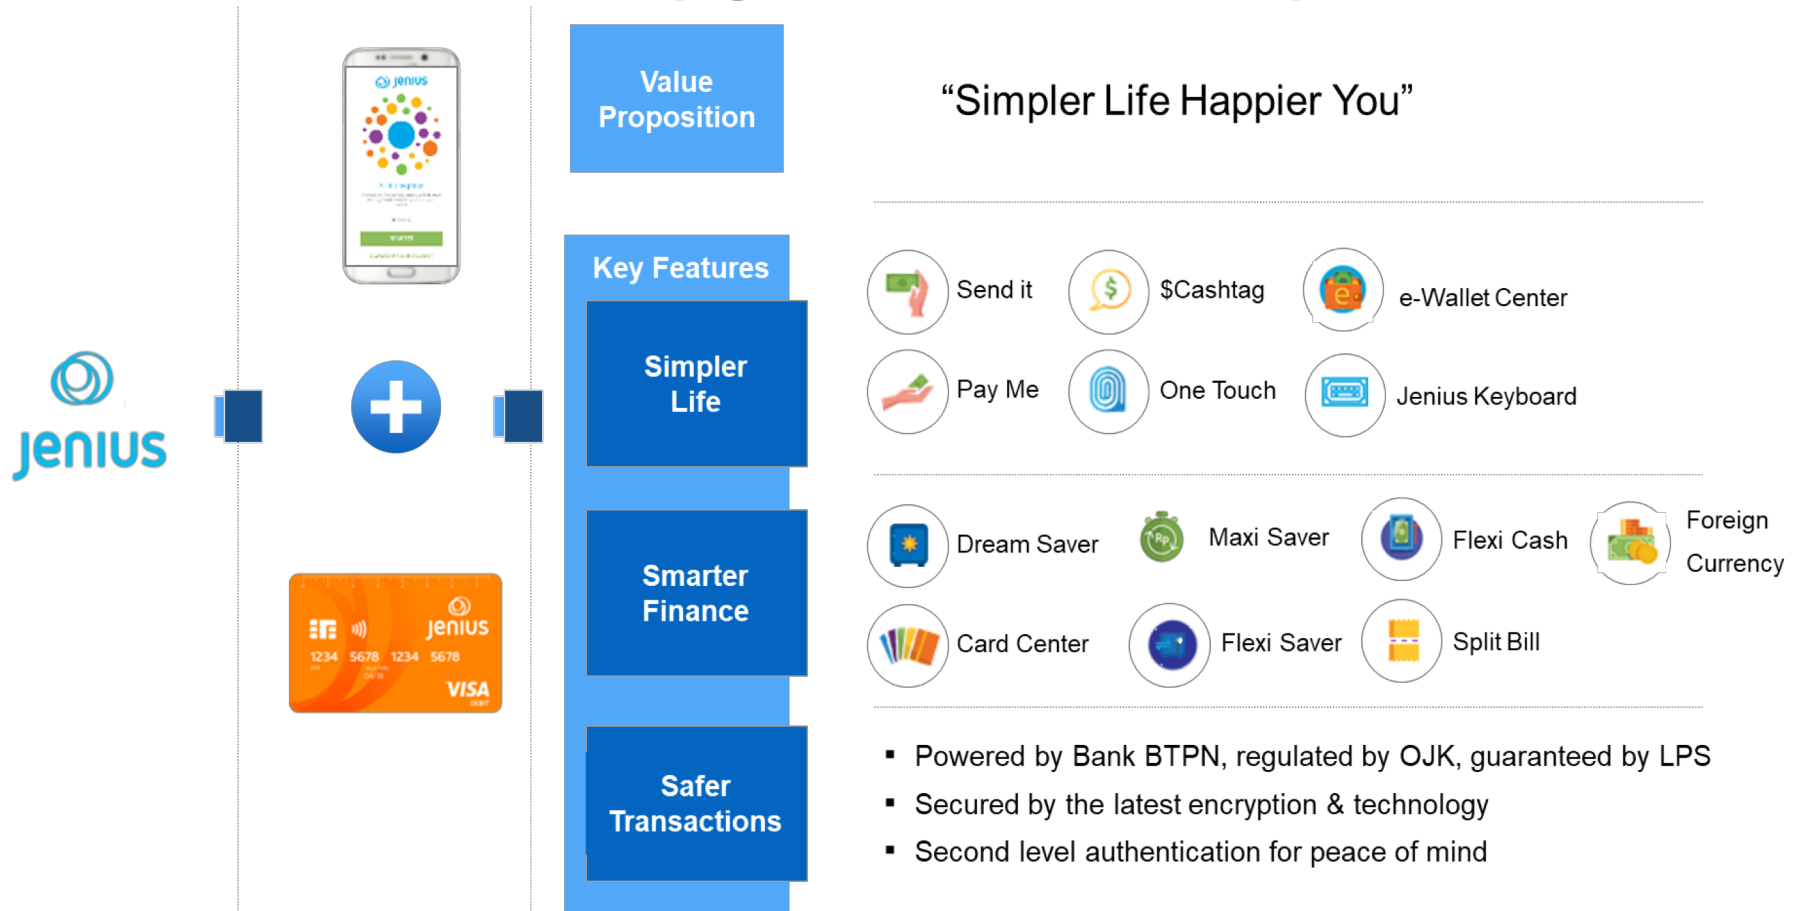 Jenius
Value
Proposition
“Simpler Life Happier You”
Key Features
Simpler
Life
Send it
$Cashtag
e-Wallet Center
Pay Me
One Touch
Jenius Keyboard
Smarter
Finance
Dream Saver
Maxi Saver
Flexi Cash
Foreign
Currency
Card Center
Flexi Saver
Split Bill
Safer
Transactions
▪ Powered by Bank BTPN, regulated by OJK, guaranteed by LPS
▪ Secured by the latest encryption & technology
▪ Second level authentication for peace of mind
jenius
jenius
1234 5678 1234 5678
VISA
DEBIT